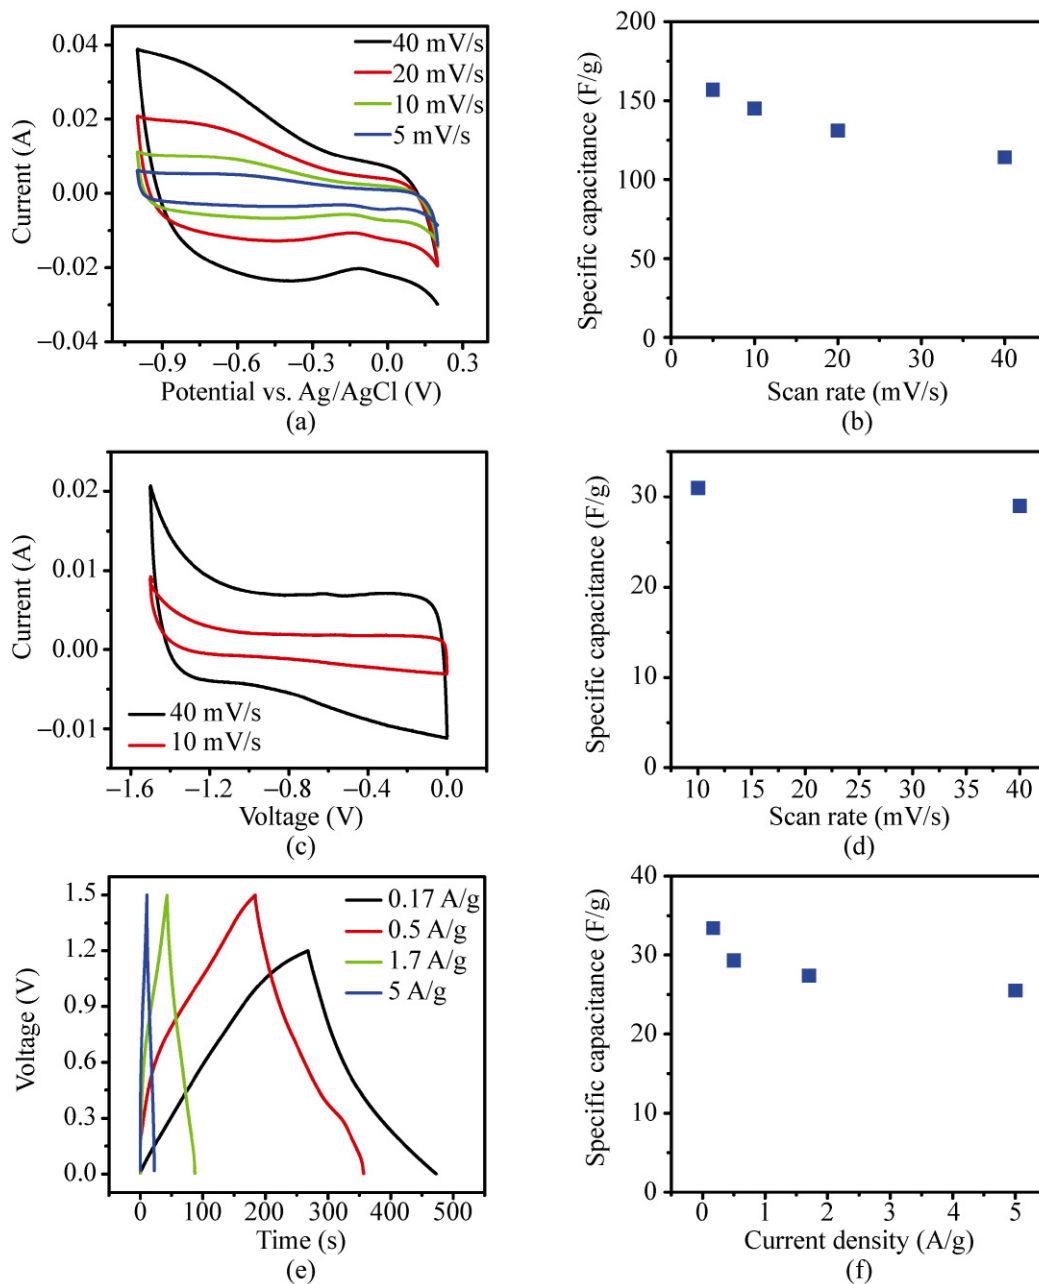 40 mV/s
20 mV/s
10 mV/s
5 mV/s
0.04
0.02
0.00
−0.02
−0.04
Current (A)
−0.9 −0.6 −0.3 0.0 0.3
Potential vs. Ag/AgCl (V)
(a)
200
150
100
50
0
Specific capacitance (F/g)
0 10 20 30 40
Scan rate (mV/s)
(b)
0.02
0.01
0.00
−0.01
Current (A)
40 mV/s
10 mV/s
−1.6 −1.2 −0.8 −0.4 0.0
Voltage (V)
(c)
30
20
10
0
Specific capacitance (F/g)
10 15 20 25 30 35 40
Scan rate (mV/s)
(d)
1.5
1.2
0.9
0.6
0.3
0.0
Voltage (V)
0.17 A/g
0.5 A/g
1.7 A/g
5 A/g
0 100 200 300 400 500
Time (s)
(e)
40
30
20
10
0
Specific capacitance (F/g)
0 1 2 3 4 5
Current density (A/g)
(f)